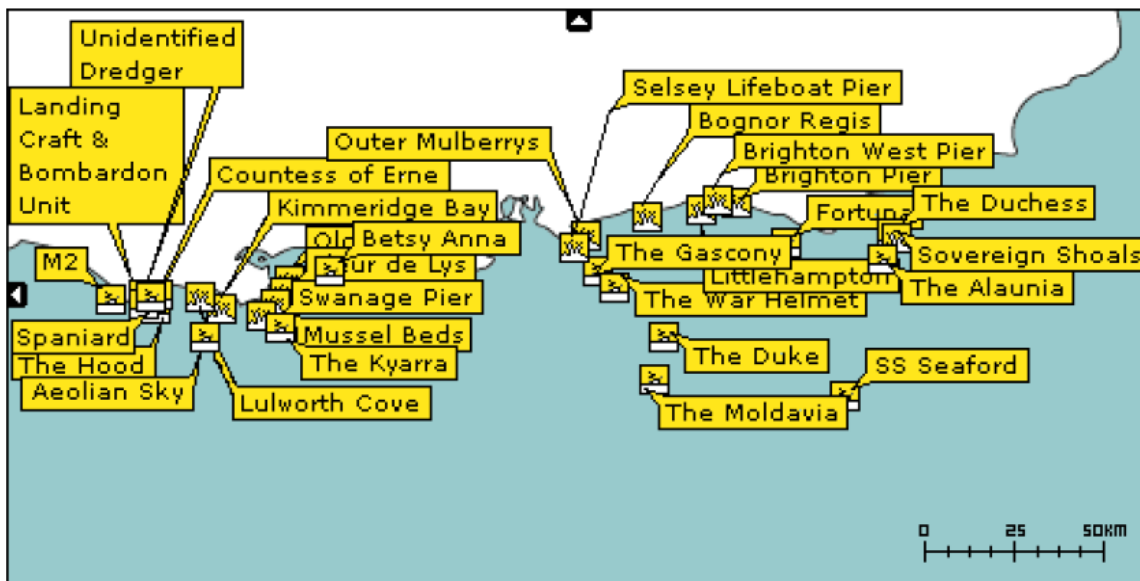 Unidentified
Dredger
Landing
Craft &
Bombardon
Unit
Selsey Lifeboat Pier
Bognor Regis
Outer Mulberrys
Brighton West Pier
Brighton Pier
Countess of Erne
Kimmeridge Bay
The Duchess
Betsy Anna
M2
The Gascony
Sovereign Shoals
de Lys
Littlehampton
The Alaunia
Swanage Pier
The War Helmet
Spaniard
Mussel Beds
The Hood
The Kyarra
The Duke
SS Seaford
Aeolian Sky
Lulworth Cove
The Moldavia
0 25 50KM